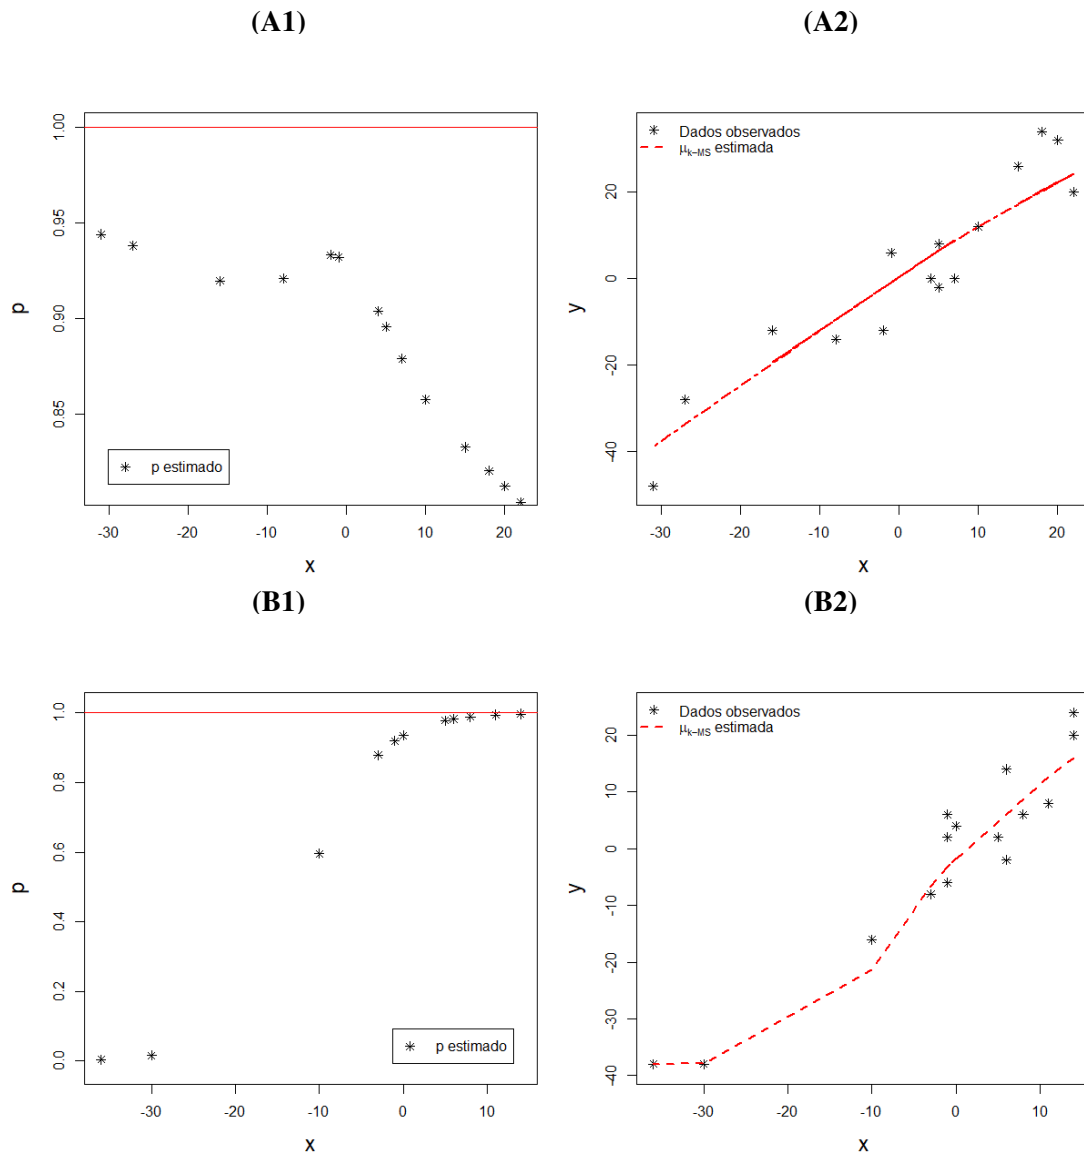 (A1)
(A2)
1.00
0.95
0.90
0.85
p
p estimado
-30 -20 -10 0 10 20
x
Dados observados
μk−MS estimada
20
0
-20
-40
y
-30 -20 -10 0 10 20
x
(B1)
(B2)
1.0
0.8
0.6
0.4
0.2
0.0
p
p estimado
-30 -20 -10 0 10
x
Dados observados
μk−MS estimada
20
10
0
-10
-20
-30
-40
y
-30 -20 -10 0 10
x